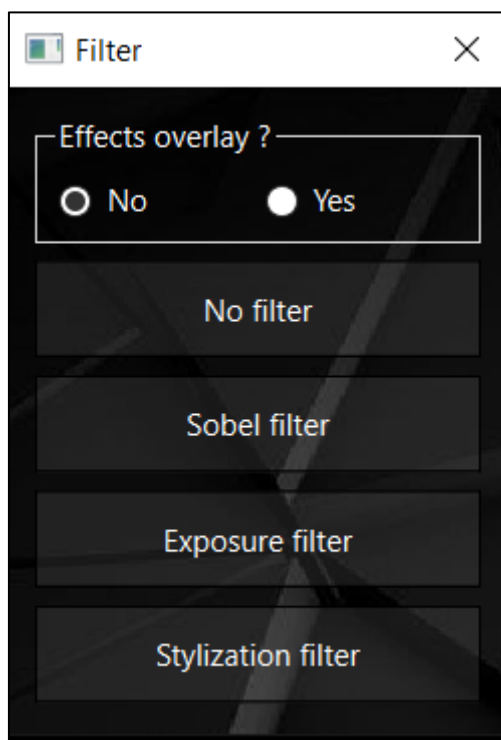 Filter
Effects overlay ?
No Yes
No filter
Sobel filter
Exposure filter
Stylization filter